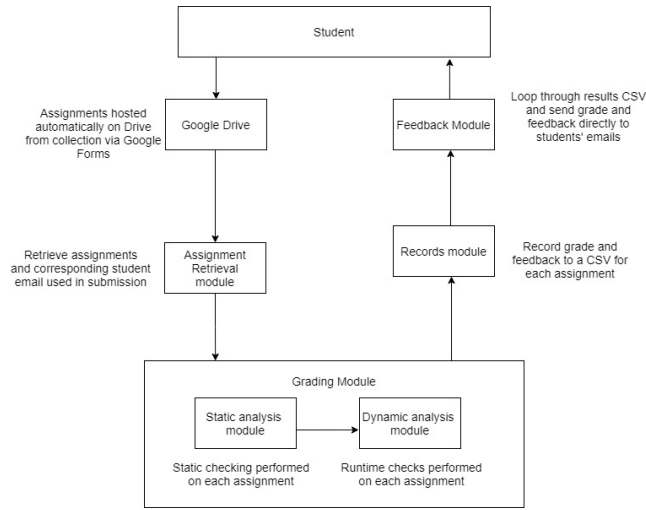 Student
Assignments hosted
automatically on Drive
from collection via Google
Forms
Google Drive
Feedback Module
Loop through results CSV
and send grade and
feedback directly to
students' emails
Retrieve assignments
and corresponding student
email used in submission
Assignment
Retrieval
module
Records module
Record grade and
feedback to a CSV for
each assignment
Grading Module
Static analysis
module
Dynamic analysis
module
Static checking performed
on each assignment
Runtime checks performed
on each assignment